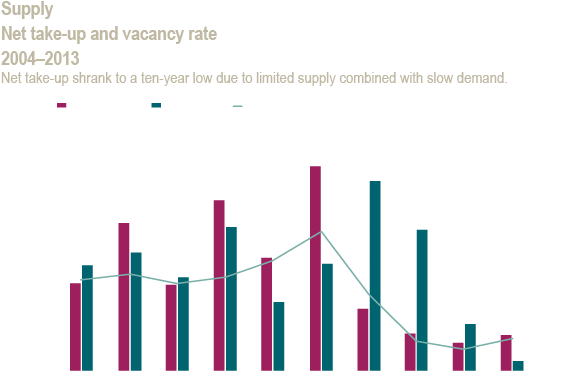 Supply
Net take-up and vacancy rate
2004–2013
Net take-up shrank to a ten-year low due to limited supply combined with slow demand.